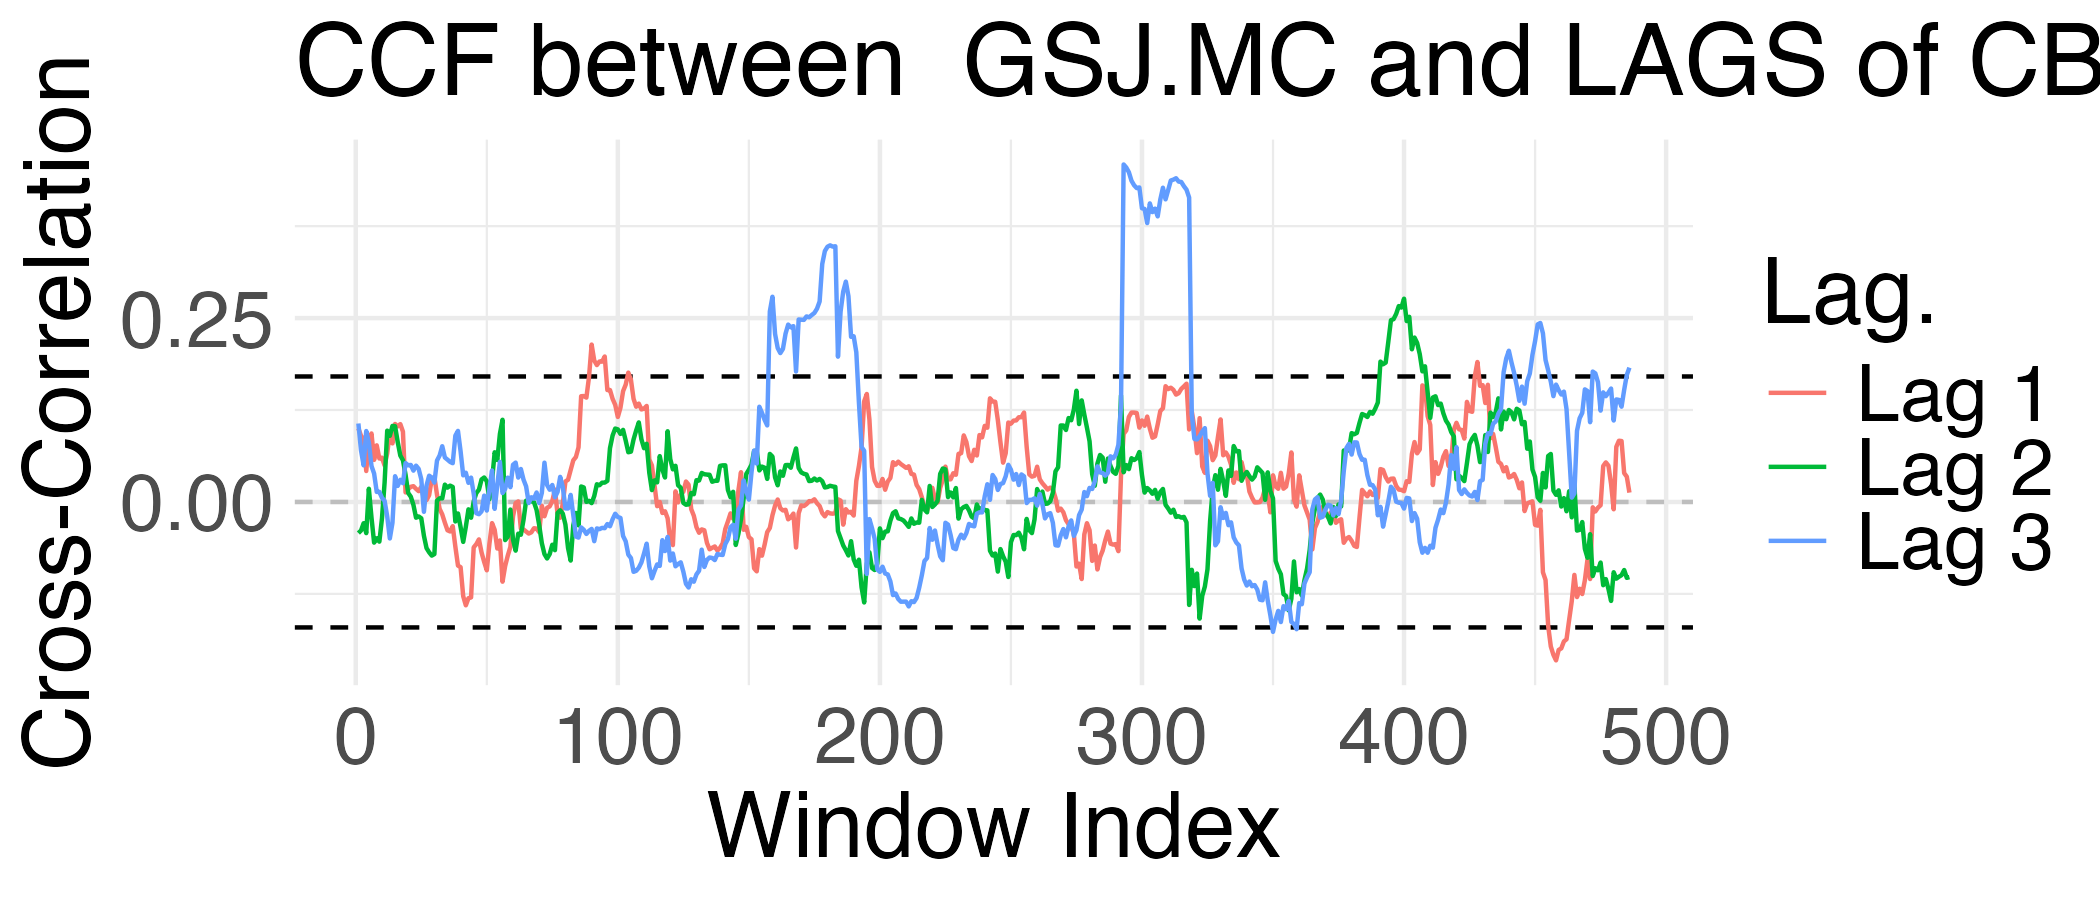 CCF between  GSJ.MC and LAGS of CB
Cross-Correlation
0.25
0.00
0 100 200 300 400 500
Window Index
Lag.
Lag 1
Lag 2
Lag 3